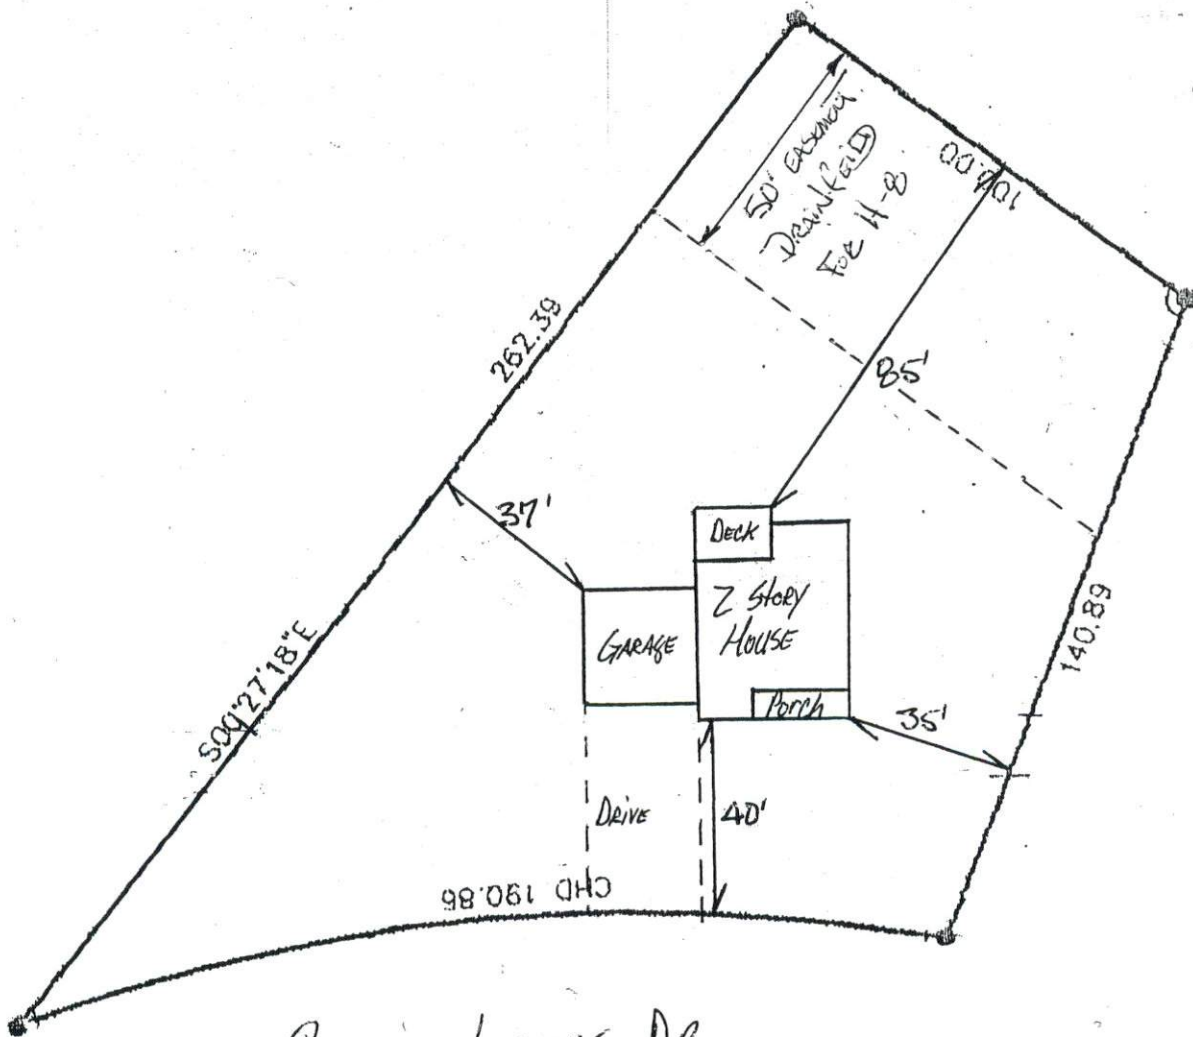 50' EASEMENT
DRAINFIELD
FOR H-8
100.00
262.39
85'
37'
DECK
2 STORY
HOUSE
GARAGE
140.89
S00°27'18"E
Porch
35'
DRIVE
40'
CHD 190.86